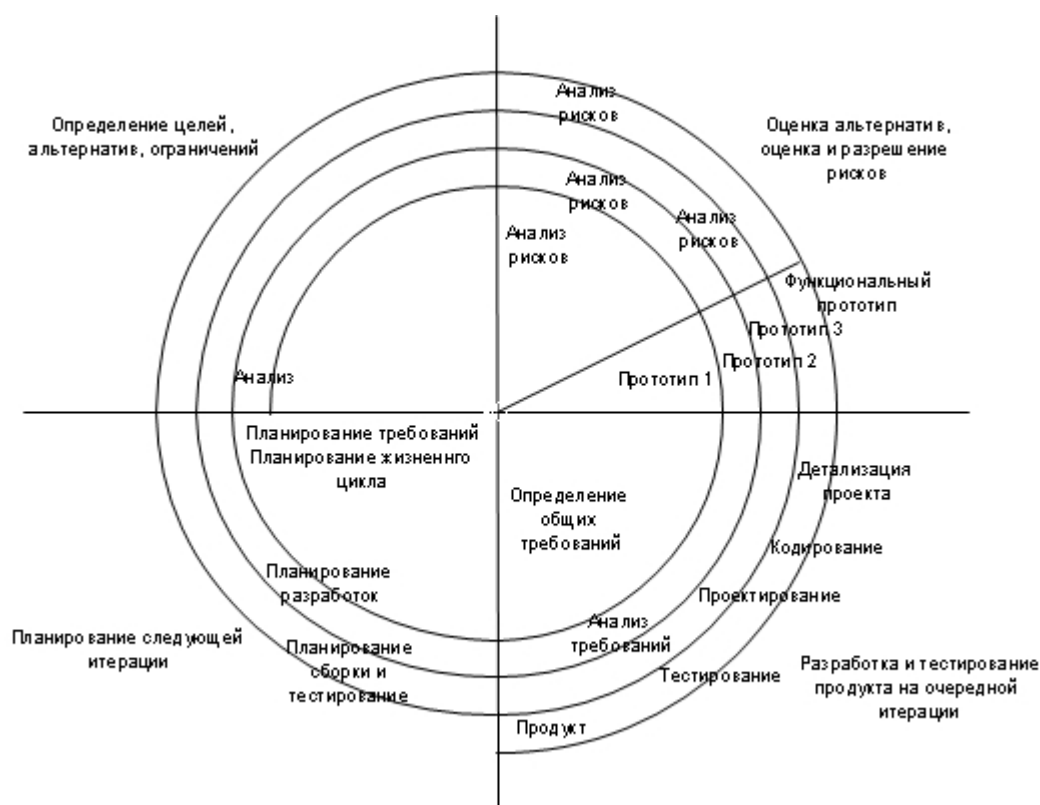 Анализ
рисков
Определение целей,
альтернатив, ограничений
Оценка альтернатив,
оценка и разрешение
рисков
Анализ
рисков
Анализ
рисков
Анализ
рисков
Функциональный
прототип
Прототип 3
Прототип 2
Прототип 1
Анализ
Планирование требований
Планирование жизненнго
цикла
Определение
общих
требований
Детализация
проекта
Кодирование
Планирование
разработок
Проектирование
Планирование следующей
итерации
Анализ
требований
Планирование
сборки и
тестирование
Тестирование
Разработка и тестирование
продукта на очередной
итерации
Продукт